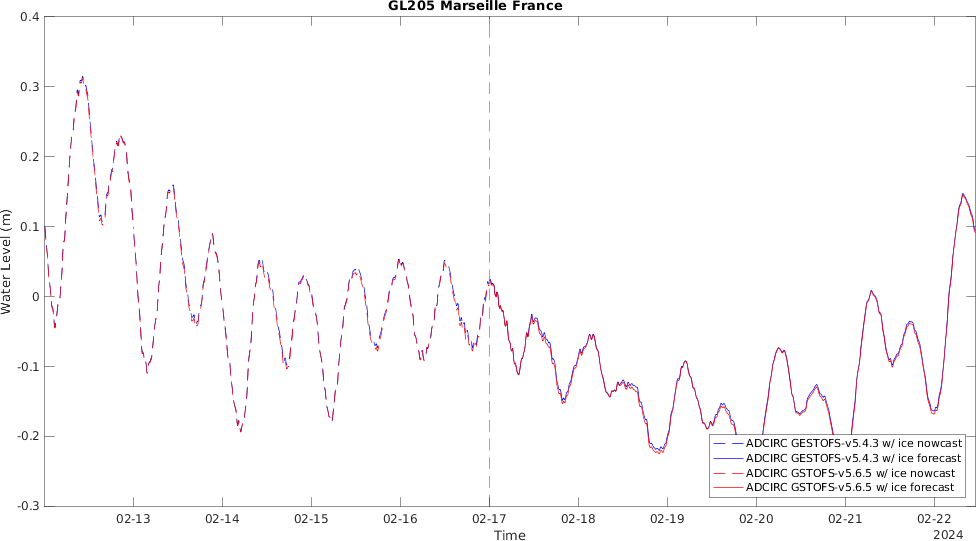 GL205 Marseille France
0.4
0.3
0.2
0.1
0
-0.1
-0.2
-0.3
Water Level (m)
ADCIRC GESTOFS-v5.4.3 w/ ice nowcast
ADCIRC GESTOFS-v5.4.3 w/ ice forecast
ADCIRC GSTOFS-v5.6.5 w/ ice nowcast
ADCIRC GSTOFS-v5.6.5 w/ ice forecast
02-13 02-14 02-15 02-16 02-17 02-18 02-19 02-20 02-21 02-22
Time
2024